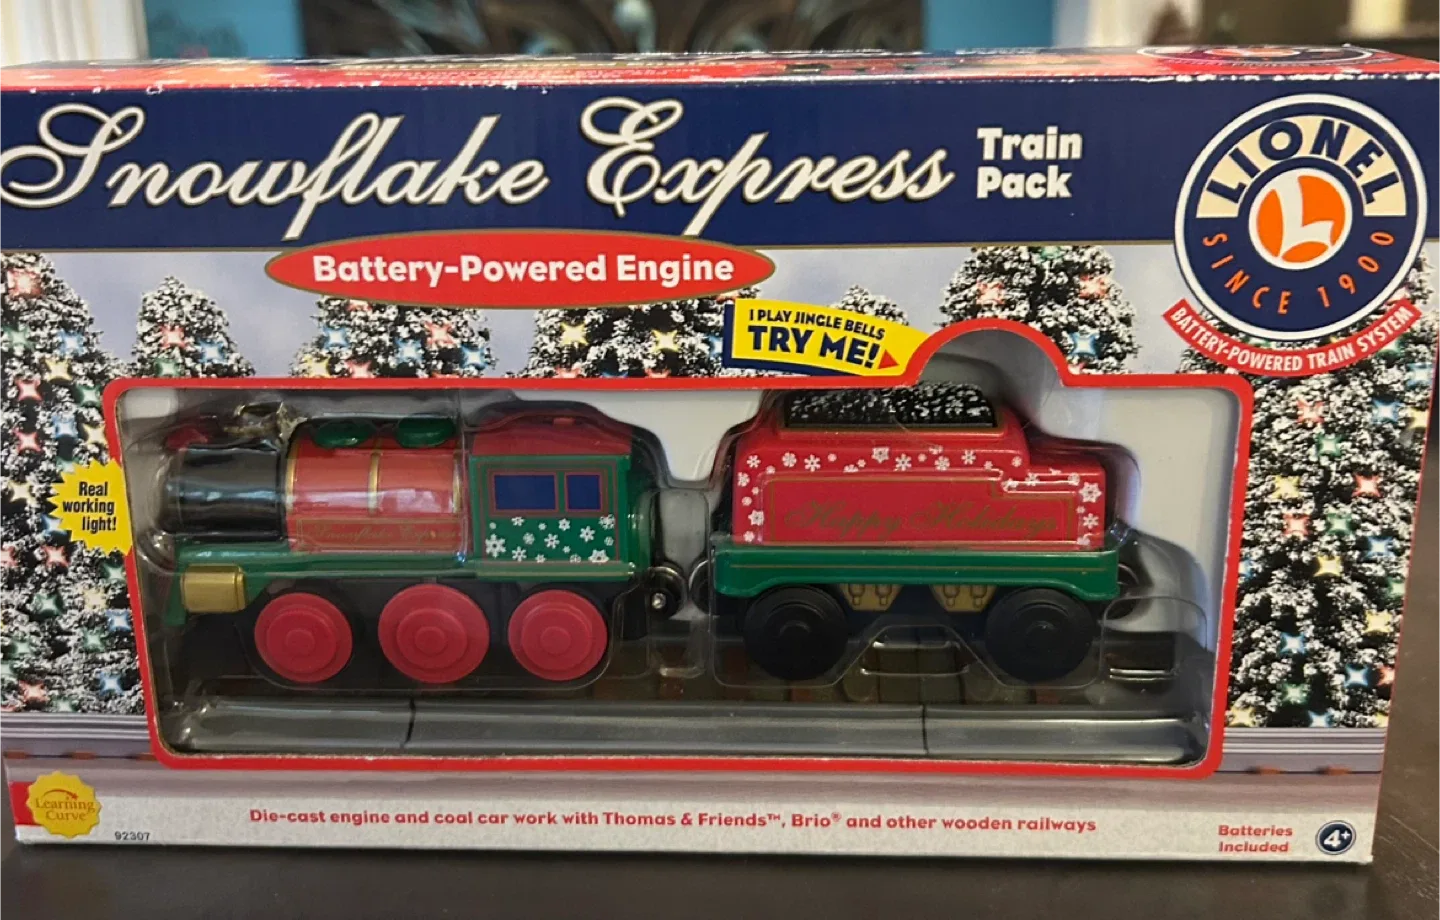 Snowflake Express
Train
Pack
LIONEL
L
SINCE 1900
BATTERY-POWERED TRAIN SYSTEM
Battery-Powered Engine
I PLAY JINGLE BELLS
TRY ME!
Real
working
light!
Snowflake Express
Happy Holidays
Learning
Curve
92307
Die-cast engine and coal car work with Thomas & Friends™, Brio® and other wooden railways
Batteries
Included
4+